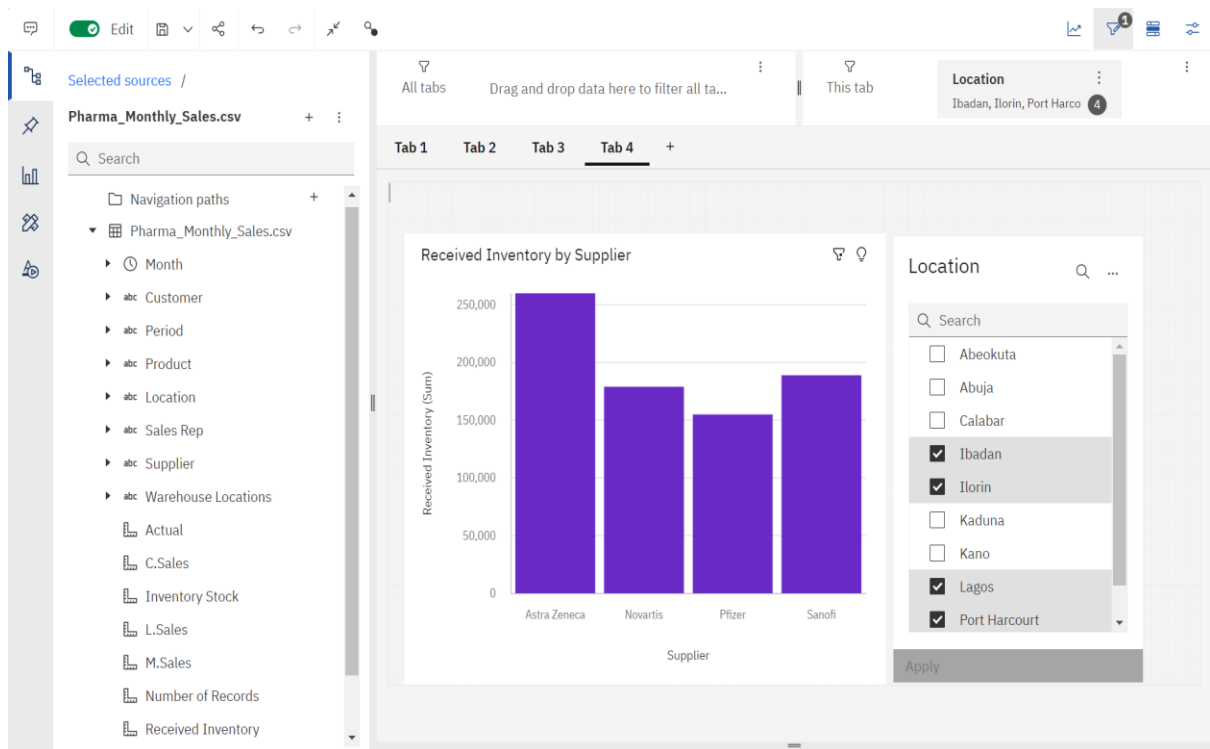 Edit
Selected sources /
Pharma_Monthly_Sales.csv
Search
Navigation paths
Pharma_Monthly_Sales.csv
Month
abc Customer
abc Period
abc Product
abc Location
abc Sales Rep
abc Supplier
abc Warehouse Locations
Actual
C.Sales
Inventory Stock
L.Sales
M.Sales
Number of Records
Received Inventory
1
All tabs
Drag and drop data here to filter all ta...
This tab
Location
Ibadan, Ilorin, Port Harco 4
Tab 1 Tab 2 Tab 3 Tab 4 +
Received Inventory by Supplier
Received Inventory (Sum)
250,000
200,000
150,000
100,000
50,000
0
Astra Zeneca Novartis Pfizer Sanofi
Supplier
Location
Search
Abeokuta
Abuja
Calabar
Ibadan
Ilorin
Kaduna
Kano
Lagos
Port Harcourt
Apply